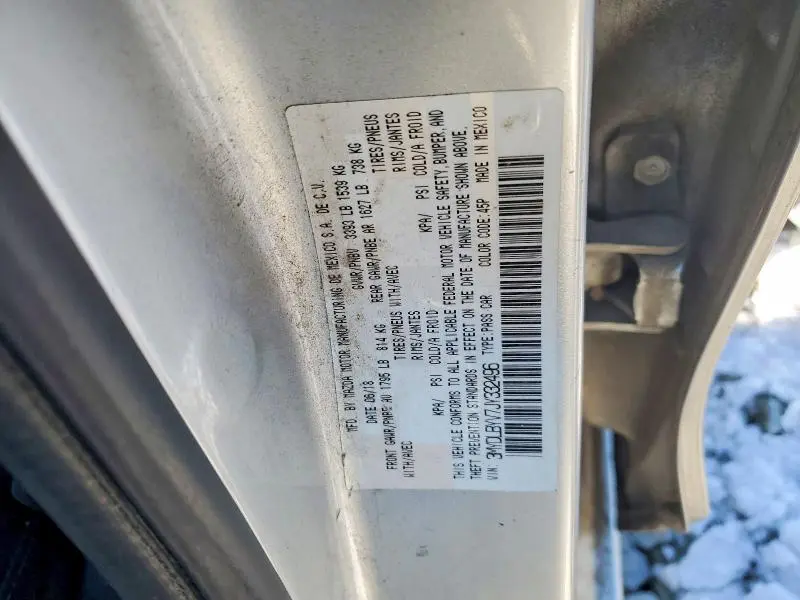 MFD. BY MAZDA MOTOR MANUFACTURING DE MEXICO S.A. DE C.V.
DATE 06/18 GVWR/PNBV 3393 LB 1539 KG
FRONT GAWR/PNBE AV 1795 LB 814 KG REAR GAWR/PNBE AR 1627 LB 738 KG
WITH/AVEC TIRES/PNEUS WITH/AVEC TIRES/PNEUS
RIMS/JANTES RIMS/JANTES
KPA/ PSI COLD/A FROID KPA/ PSI COLD/A FROID
THIS VEHICLE CONFORMS TO ALL APPLICABLE FEDERAL MOTOR VEHICLE SAFETY, BUMPER, AND
THEFT PREVENTION STANDARDS IN EFFECT ON THE DATE OF MANUFACTURE SHOWN ABOVE.
VIN: 3MYDLBYV7JY332496 TYPE:PASS CAR COLOR CODE:45P MADE IN MEXICO